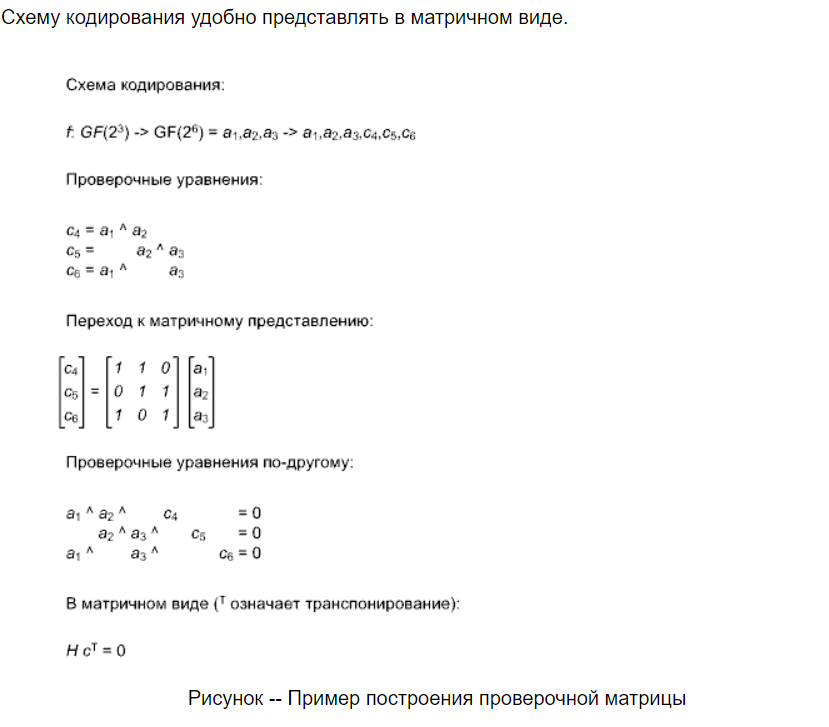 Схему кодирования удобно представлять в матричном виде.
Схема кодирования:
f: GF(2³) -> GF(2⁶) = a₁,a₂,a₃ -> a₁,a₂,a₃,c₄,c₅,c₆
Проверочные уравнения:
c₄ = a₁ ^ a₂
c₅ = a₂ ^ a₃
c₆ = a₁ ^ a₃
Переход к матричному представлению:
[c₄] [1 1 0] [a₁]
[c₅] = [0 1 1] [a₂]
[c₆] [1 0 1] [a₃]
Проверочные уравнения по-другому:
a₁ ^ a₂ ^ c₄ = 0
a₂ ^ a₃ ^ c₅ = 0
a₁ ^ a₃ ^ c₆ = 0
В матричном виде (ᵀ означает транспонирование):
H cᵀ = 0
Рисунок -- Пример построения проверочной матрицы